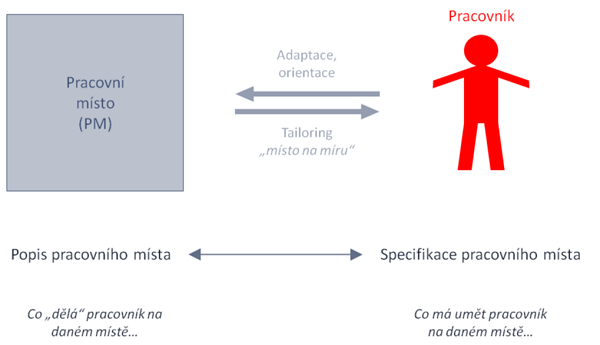 Pracovník
Adaptace,
orientace
Pracovní
místo
(PM)
Tailoring
„místo na míru“
Popis pracovního místa
Specifikace pracovního místa
Co „dělá“ pracovník na
daném místě…
Co má umět pracovník
na daném místě…